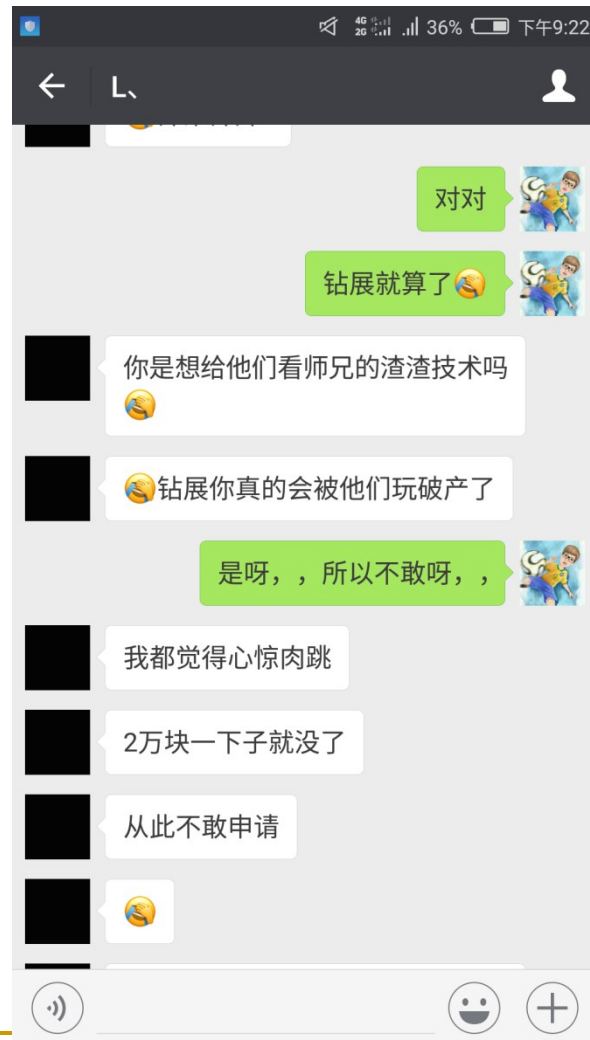 4G
2G
36%
下午9:22
L、
对对
钻展就算了
你是想给他们看师兄的渣渣技术吗
钻展你真的会被他们玩破产了
是呀，，所以不敢呀，，
我都觉得心惊肉跳
2万块一下子就没了
从此不敢申请